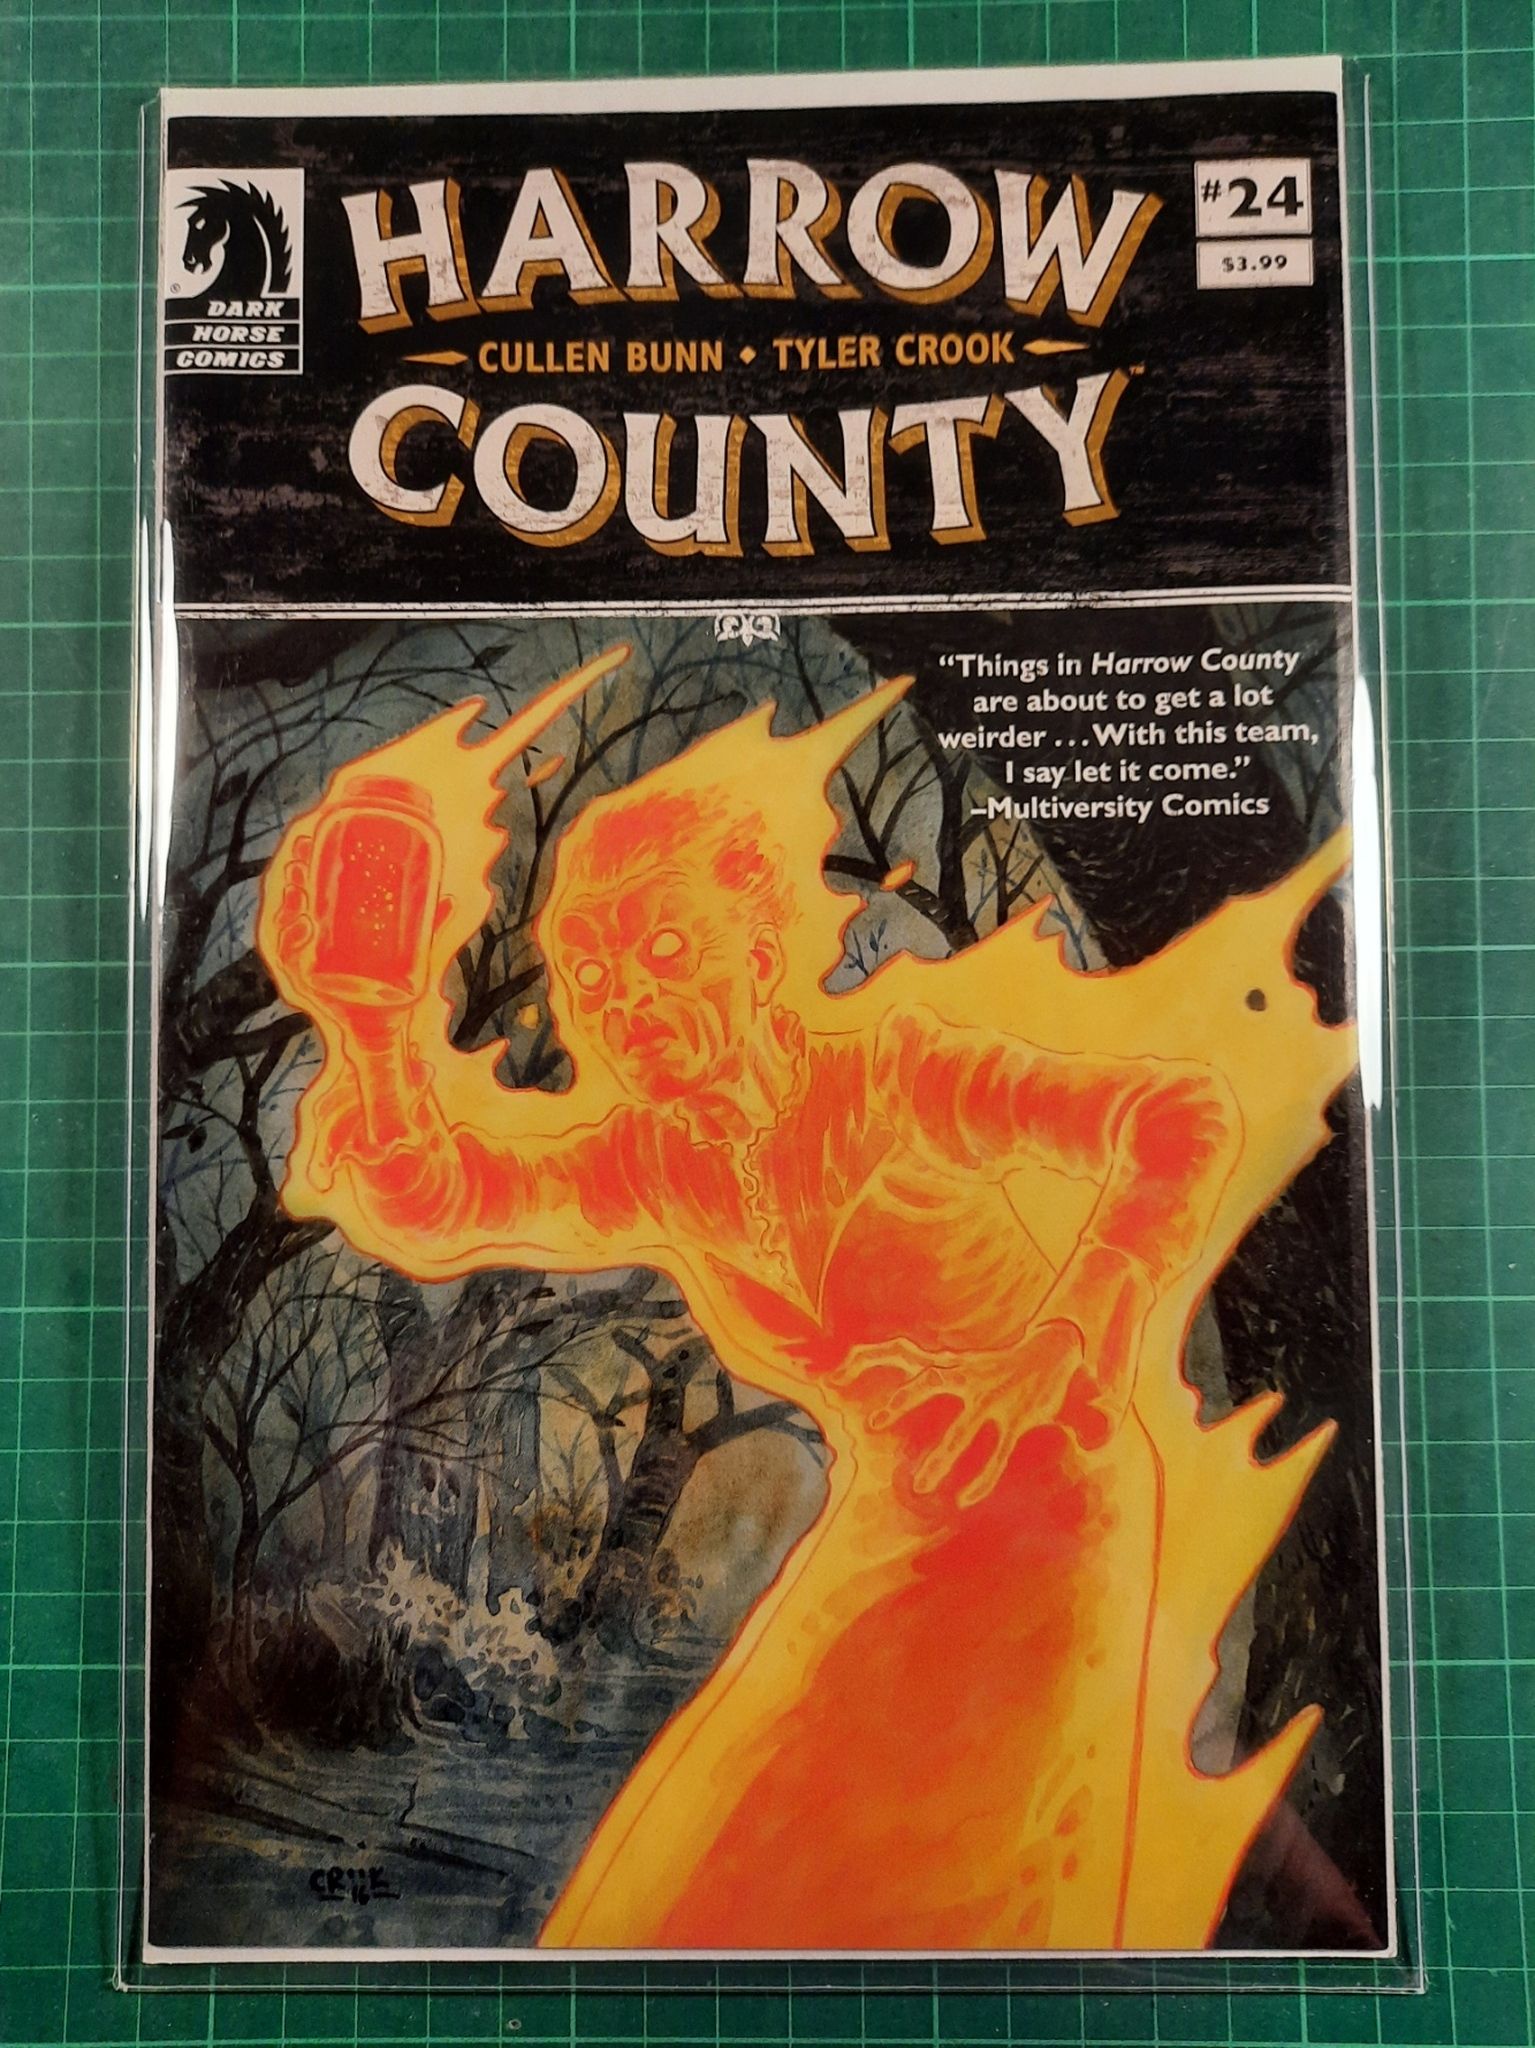 HARROW
CULLEN BUNN • TYLER CROOK
COUNTY™
#24
$3.99
®
DARK
HORSE
COMICS
“Things in Harrow County
are about to get a lot
weirder ... With this team,
I say let it come.”
–Multiversity Comics
CROOK
16